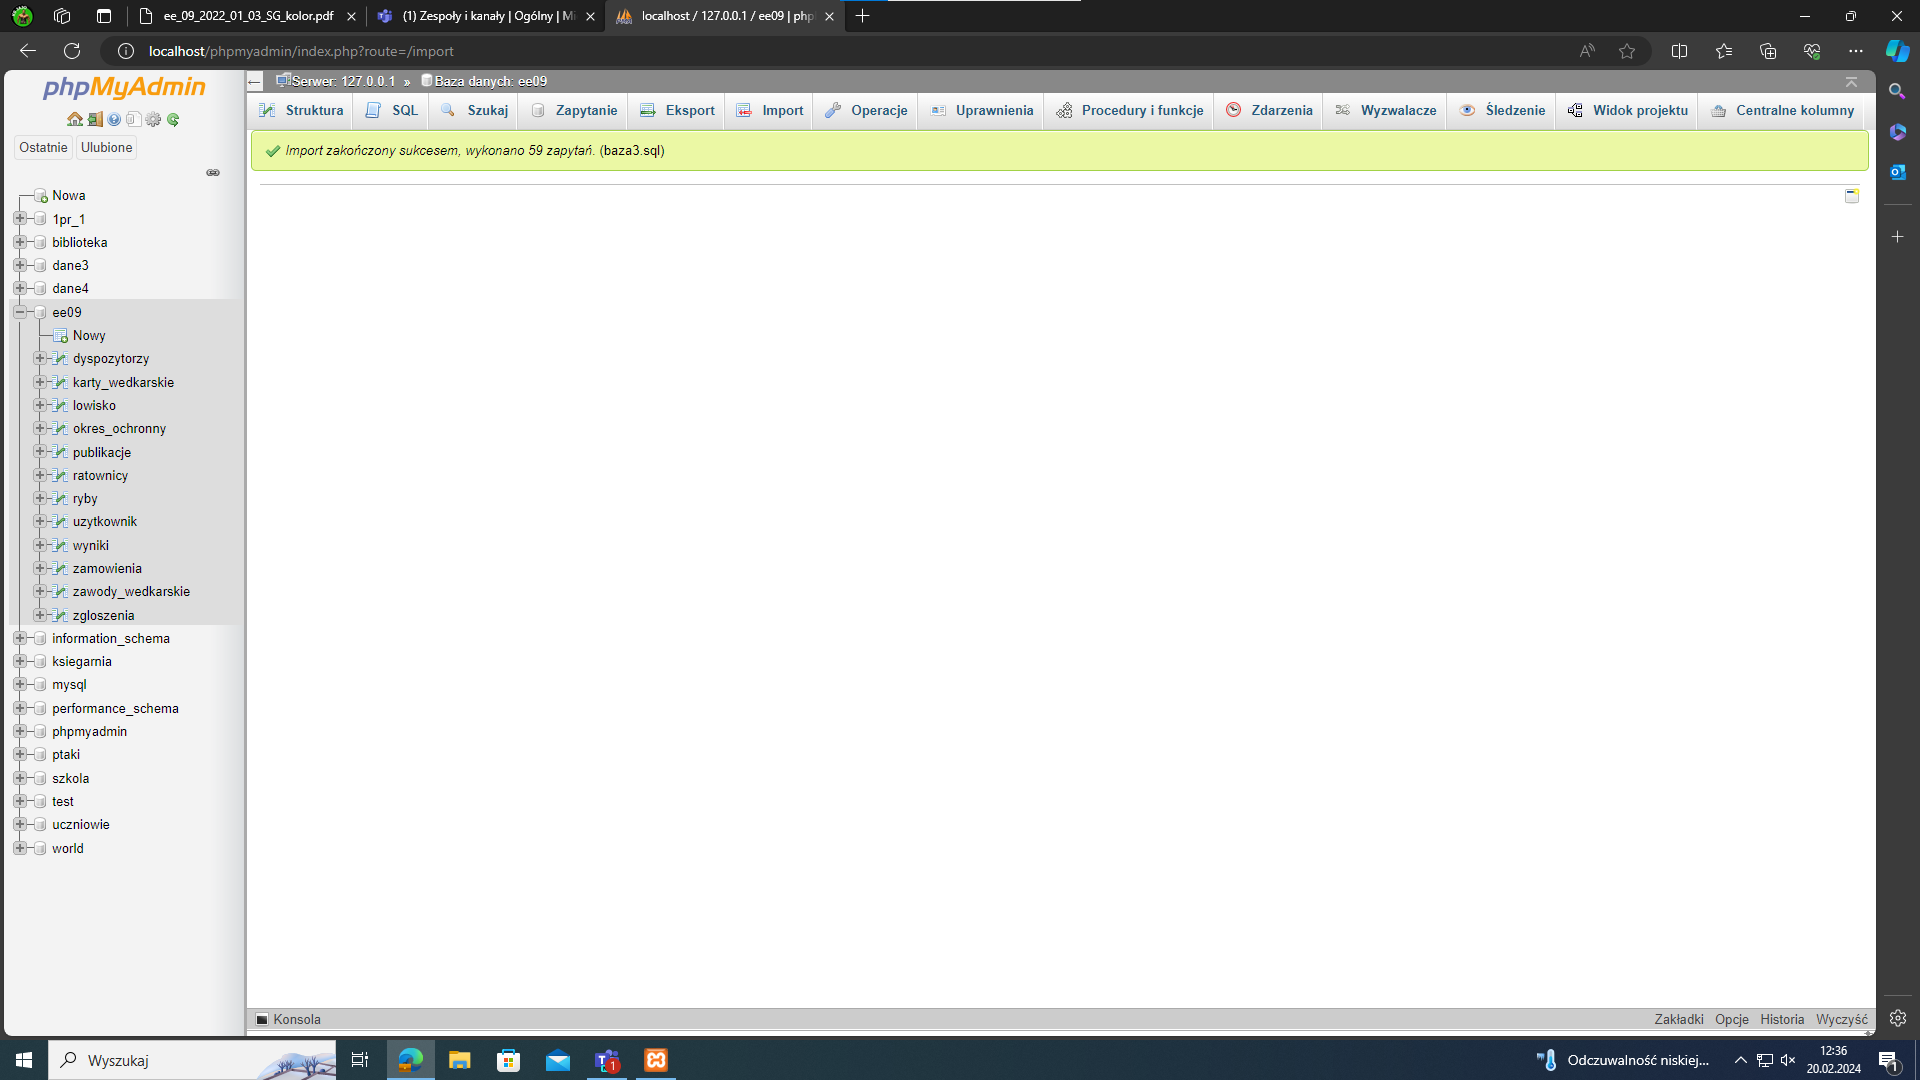 ee_09_2022_01_03_SG_kolor.pdf
(1) Zespoły i kanały | Ogólny | Mi
localhost / 127.0.0.1 / ee09 | php
localhost/phpmyadmin/index.php?route=/import
phpMyAdmin
Ostatnie
Ulubione
Nowa
1pr_1
biblioteka
dane3
dane4
ee09
Nowy
dyspozytorzy
karty_wedkarskie
lowisko
okres_ochronny
publikacje
ratownicy
ryby
uzytkownik
wyniki
zamowienia
zawody_wedkarskie
zgloszenia
information_schema
ksiegarnia
mysql
performance_schema
phpmyadmin
ptaki
szkola
test
uczniowie
world
Serwer: 127.0.0.1 » Baza danych: ee09
Struktura SQL Szukaj Zapytanie Eksport Import Operacje Uprawnienia Procedury i funkcje Zdarzenia Wyzwalacze Śledzenie Widok projektu Centralne kolumny
Import zakończony sukcesem, wykonano 59 zapytań. (baza3.sql)
Konsola
Zakładki Opcje Historia Wyczyść
Wyszukaj
1
Odczuwalność niskiej...
12:36
20.02.2024
1